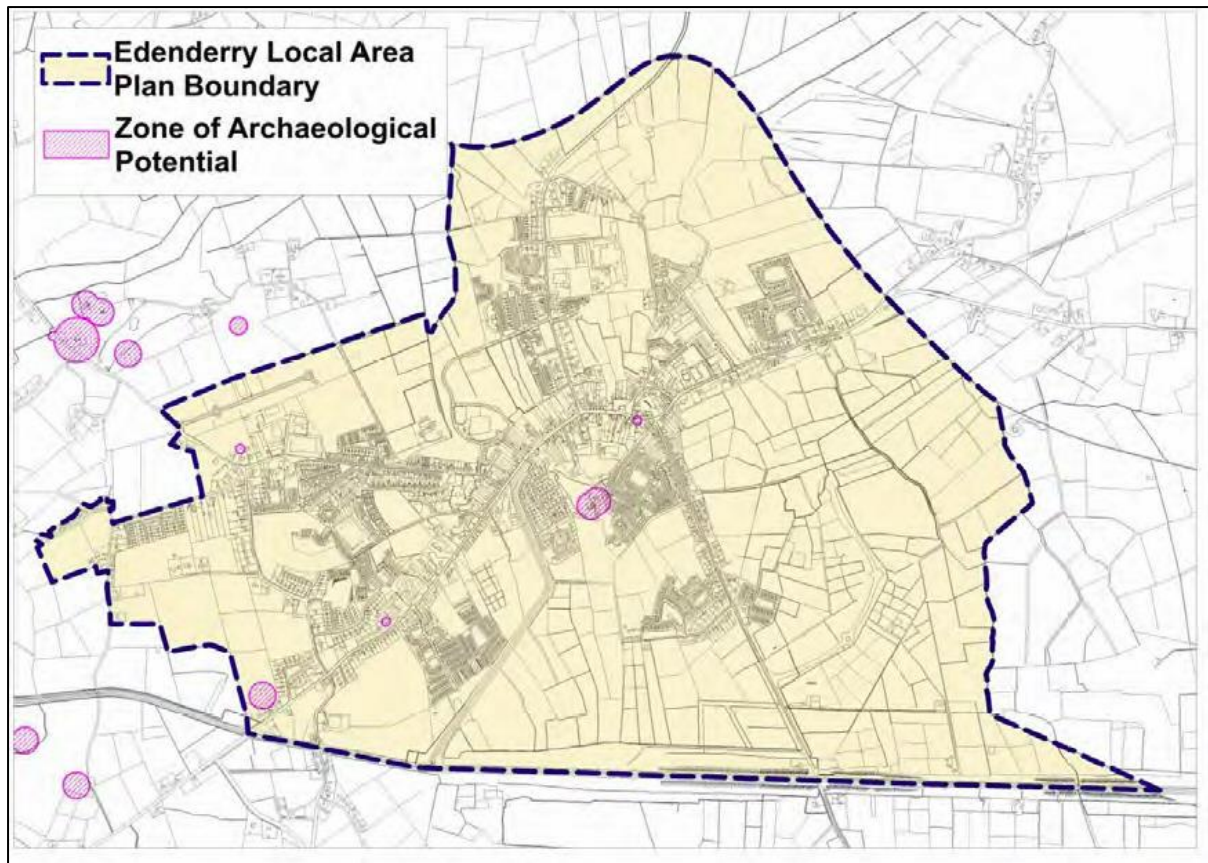 Edenderry Local Area
Plan Boundary
Zone of Archaeological
Potential